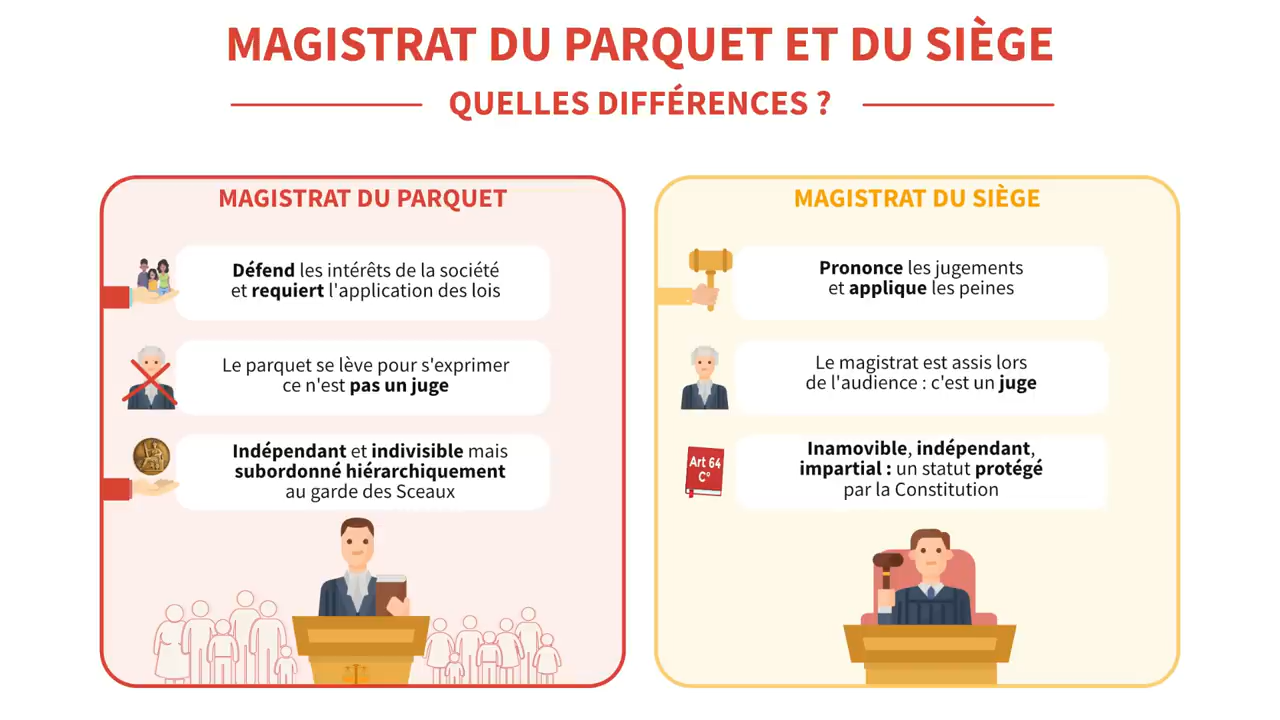 MAGISTRAT DU PARQUET ET DU SIÈGE
QUELLES DIFFÉRENCES ?
MAGISTRAT DU PARQUET
Défend les intérêts de la société
et requiert l'application des lois
Le parquet se lève pour s'exprimer
ce n'est pas un juge
Indépendant et indivisible mais
subordonné hiérarchiquement
au garde des Sceaux
MAGISTRAT DU SIÈGE
Prononce les jugements
et applique les peines
Le magistrat est assis lors
de l'audience : c'est un juge
Art 64
C°
Inamovible, indépendant,
impartial : un statut protégé
par la Constitution